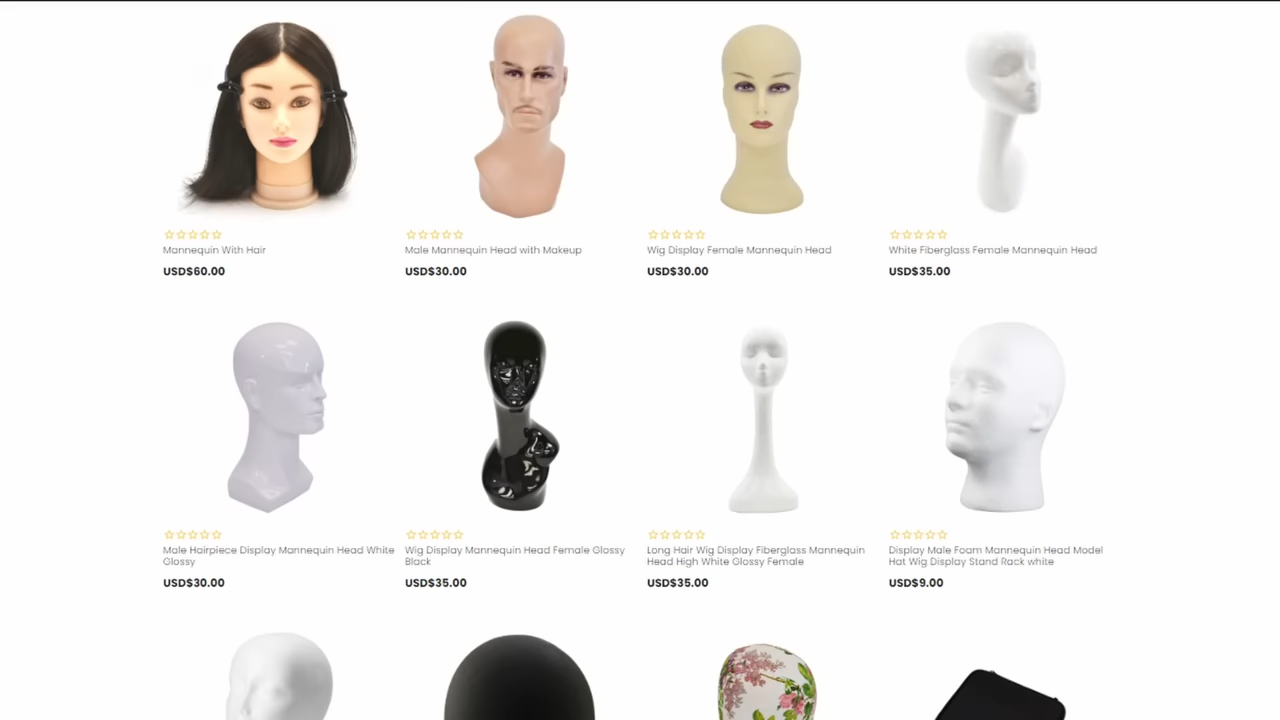 Mannequin With Hair
USD$60.00
Male Mannequin Head with Makeup
USD$30.00
Wig Display Female Mannequin Head
USD$30.00
White Fiberglass Female Mannequin Head
USD$35.00
Male Hairpiece Display Mannequin Head White
Glossy
USD$30.00
Wig Display Mannequin Head Female Glossy
Black
USD$35.00
Long Hair Wig Display Fiberglass Mannequin
Head High White Glossy Female
USD$35.00
Display Male Foam Mannequin Head Model
Hat Wig Display Stand Rack white
USD$9.00